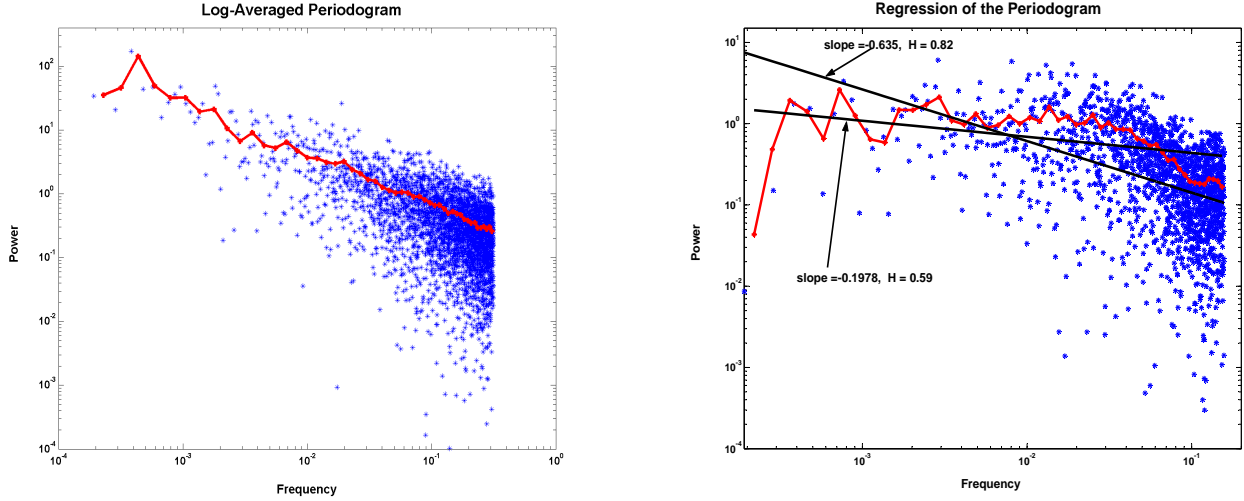 Log-Averaged Periodogram
10^2
10^1
10^0
10^-1
10^-2
10^-3
10^-4
10^-4
10^-3
10^-2
10^-1
10^0
Power
Frequency
Regression of the Periodogram
slope =-0.635, H = 0.82
slope =-0.1978, H = 0.59
10^1
10^0
10^-1
10^-2
10^-3
10^-4
10^-3
10^-2
10^-1
Power
Frequency